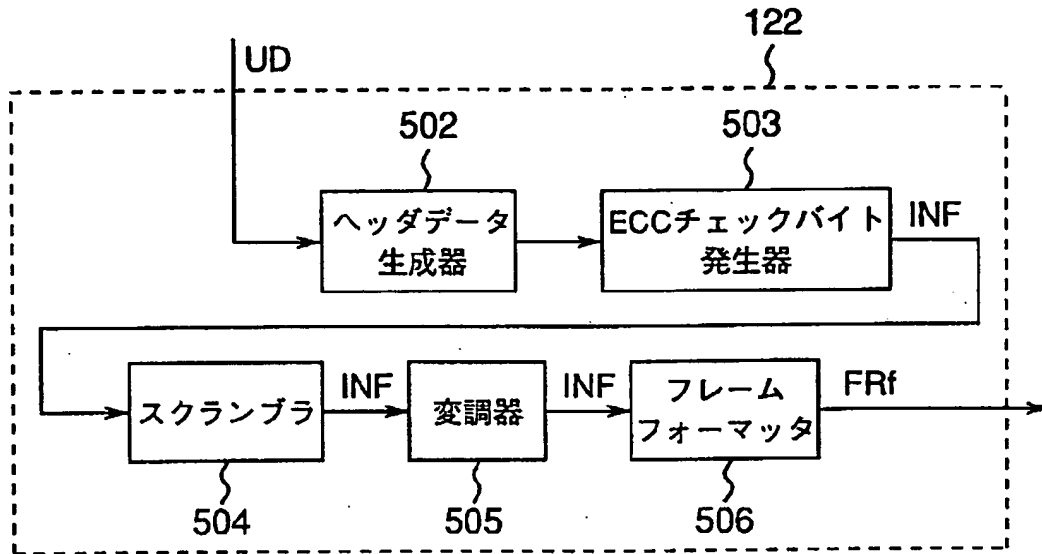 122
UD
502
503
ヘッダデータ
生成器
ECCチェックバイト
発生器
INF
スクランブラ
INF
変調器
INF
フレーム
フォーマッタ
FRf
504
505
506